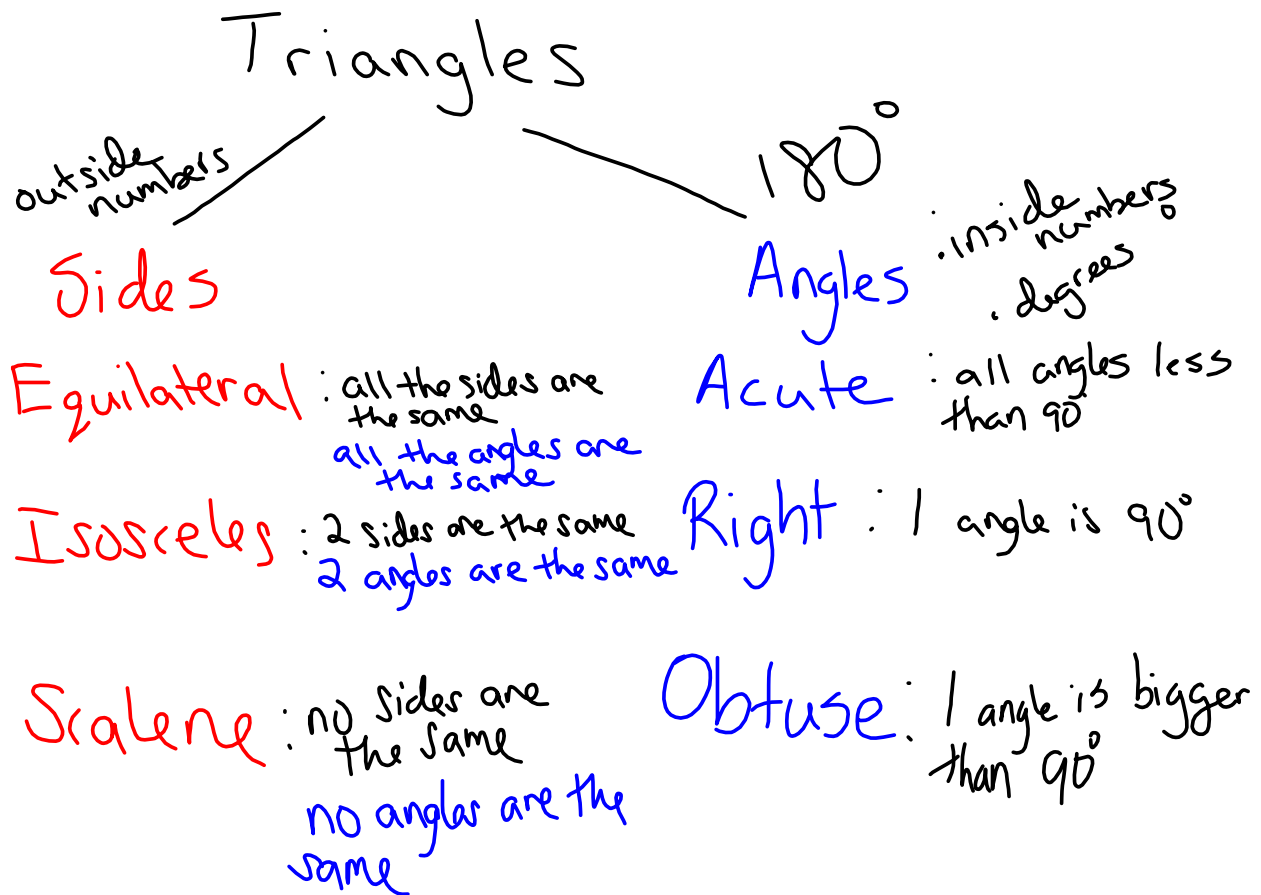 Triangles
outside
numbers
180°
Sides
Angles
. inside
numbers °
. degrees
Equilateral : all the sides are
the same
all the angles are
the same
Acute : all angles less
than 90°
Isosceles : 2 sides are the same
2 angles are the same
Right : 1 angle is 90°
Scalene : no sides are
the same
no angles are the
same
Obtuse : 1 angle is bigger
than 90°